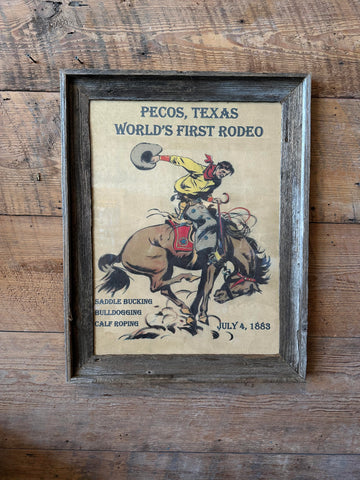 PECOS, TEXAS
WORLD'S FIRST RODEO
SADDLE BUCKING
BULLDOGGING
CALF ROPING
JULY 4, 1883